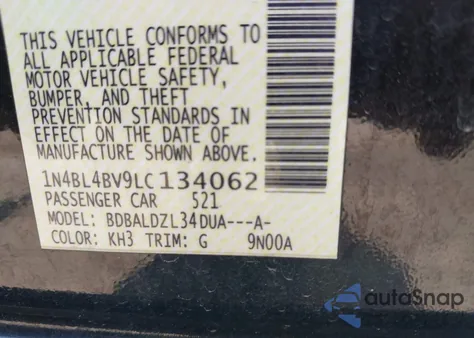 THIS VEHICLE CONFORMS TO
ALL APPLICABLE FEDERAL
MOTOR VEHICLE SAFETY,
BUMPER, AND THEFT
PREVENTION STANDARDS IN
EFFECT ON THE DATE OF
MANUFACTURE SHOWN ABOVE.
1N4BL4BV9LC134062
PASSENGER CAR 521
MODEL: BDBALDZL34DUA---A-
COLOR: KH3 TRIM: G 9N00A
autoSnap